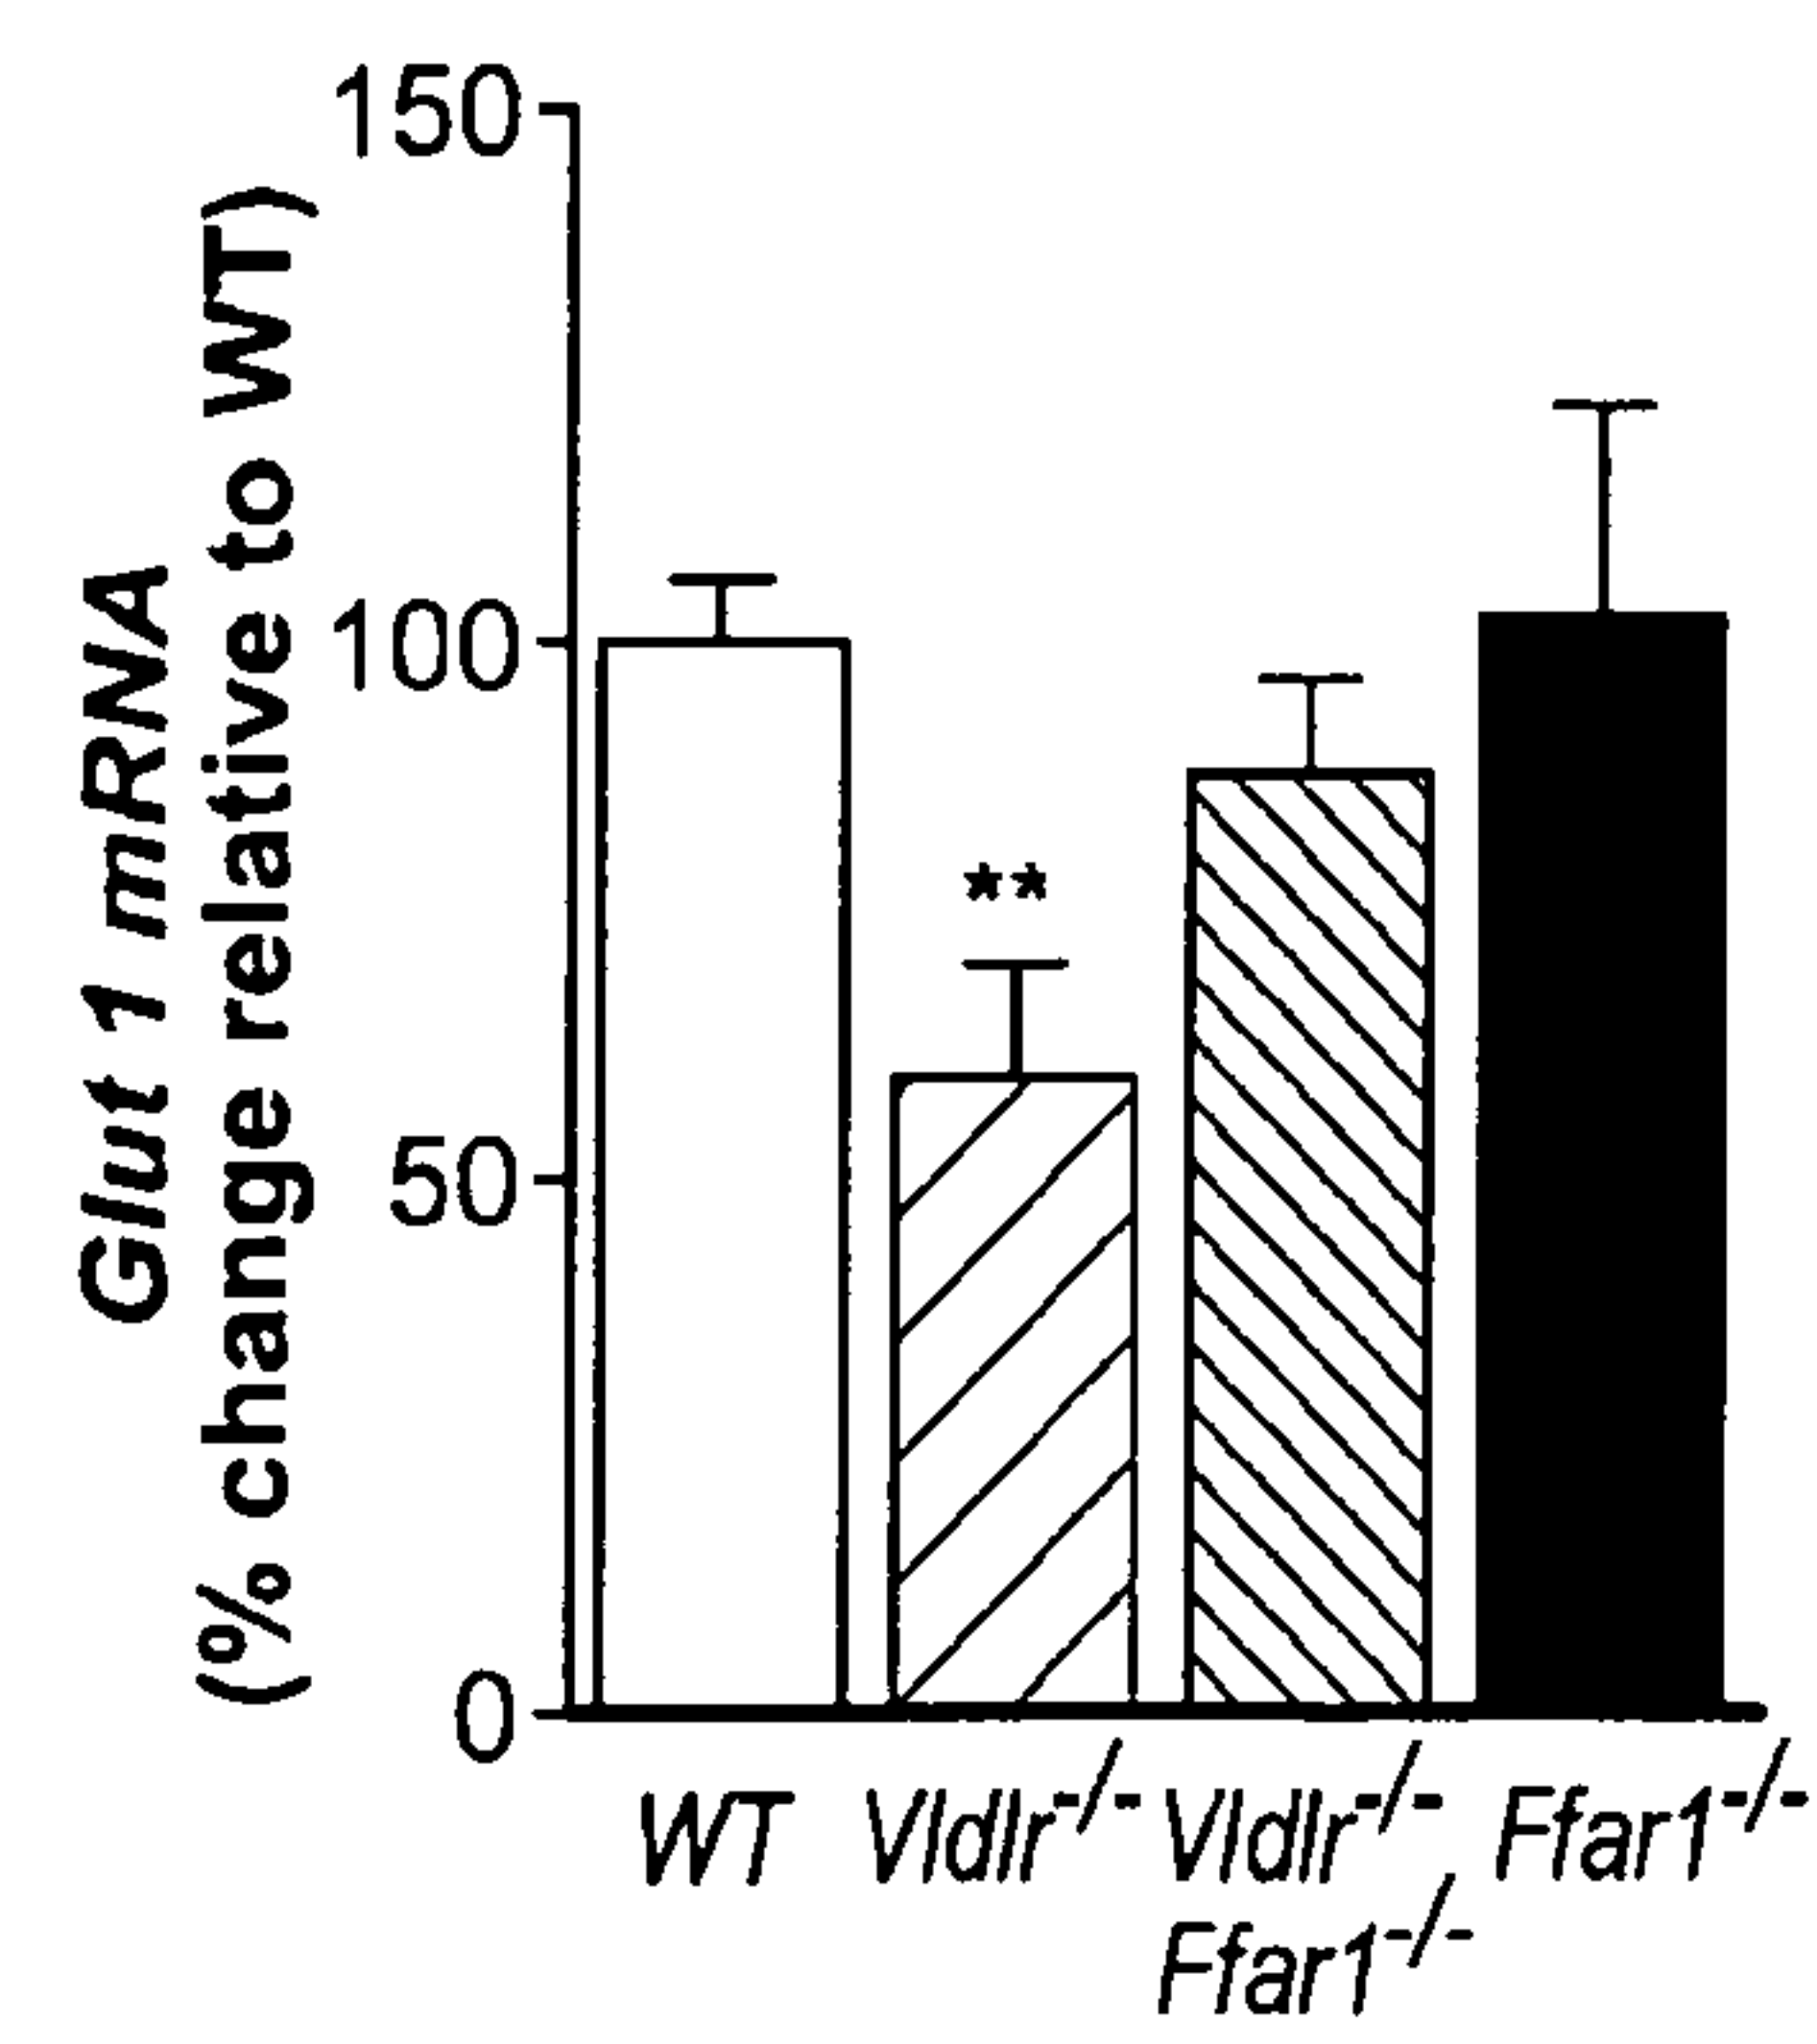 Glut 1 mRNA
(% change relative to WT)
150
100
50
0
**
WT Vldlr-/- Vldlr-/-, Ffar1-/-
Ffar1-/-